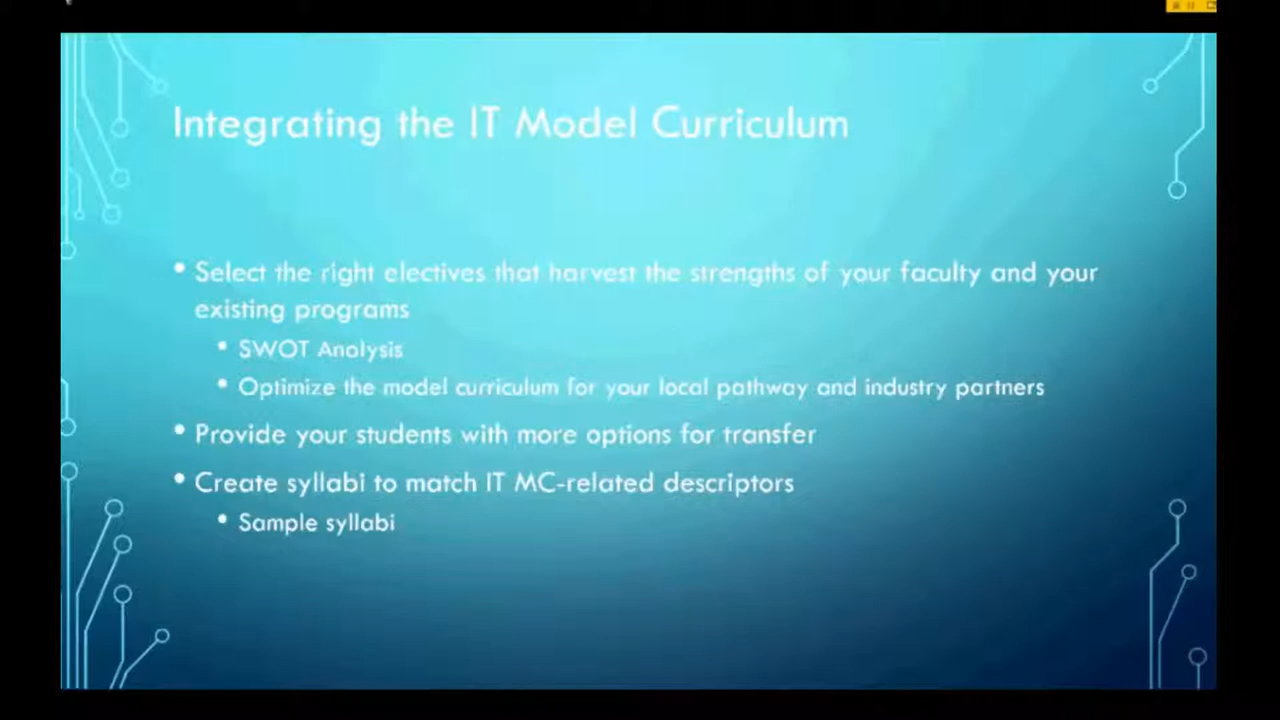 Integrating the IT Model Curriculum
• Select the right electives that harvest the strengths of your faculty and your
existing programs
• SWOT Analysis
• Optimize the model curriculum for your local pathway and industry partners
• Provide your students with more options for transfer
• Create syllabi to match IT MC-related descriptors
• Sample syllabi